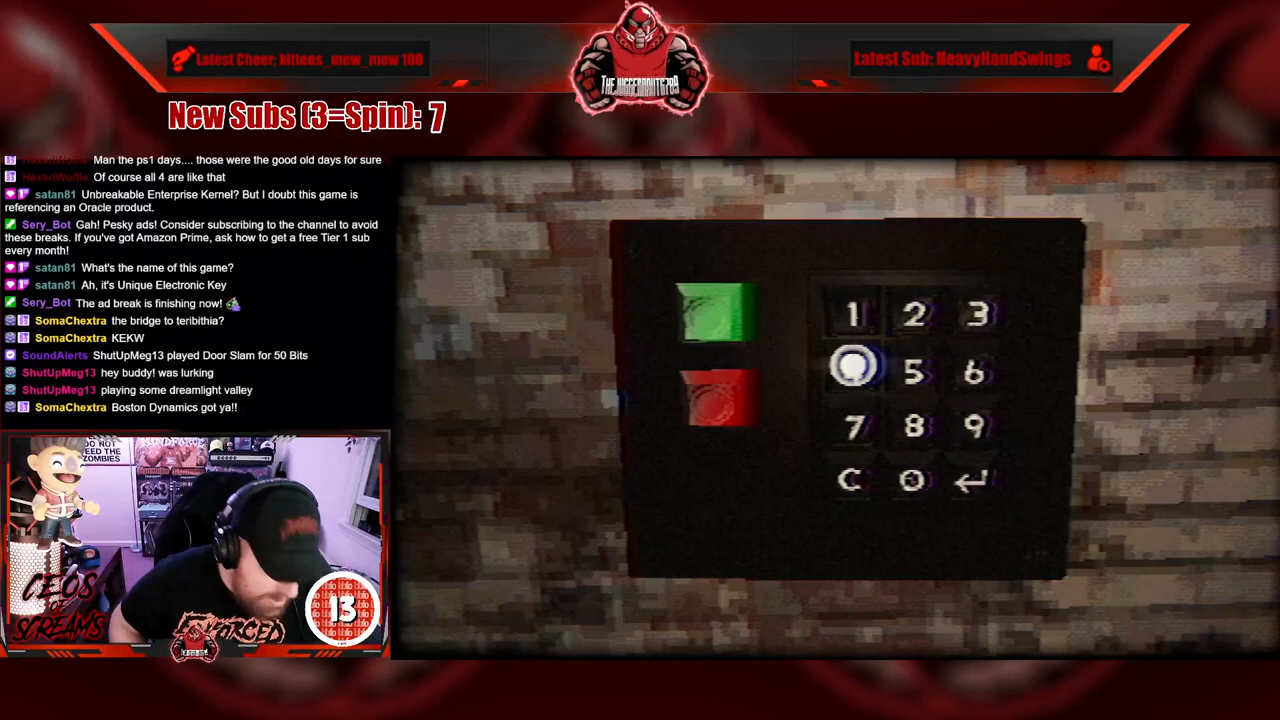 Latest Cheer: kittens_mew_mew 100
THEJUGGERNAUT6789
Latest Sub: HeavyHandSwings
New Subs (3=Spin): 7
HexedWolfie Man the ps1 days.... those were the good old days for sure
HexedWolfie Of course all 4 are like that
satan81 Unbreakable Enterprise Kernel? But I doubt this game is
referencing an Oracle product.
Sery_Bot Gah! Pesky ads! Consider subscribing to the channel to avoid
these breaks. If you've got Amazon Prime, ask how to get a free Tier 1 sub
every month!
satan81 What's the name of this game?
satan81 Ah, it's Unique Electronic Key
Sery_Bot The ad break is finishing now!
SomaChextra the bridge to teribithia?
SomaChextra KEKW
SoundAlerts ShutUpMeg13 played Door Slam for 50 Bits
ShutUpMeg13 hey buddy! was lurking
ShutUpMeg13 playing some dreamlight valley
SomaChextra Boston Dynamics got ya!!
1 2 3
5 6
7 8 9
C 0 ↵
DO NOT
FEED THE
ZOMBIES
CEOS
OF
SCREAMS
13